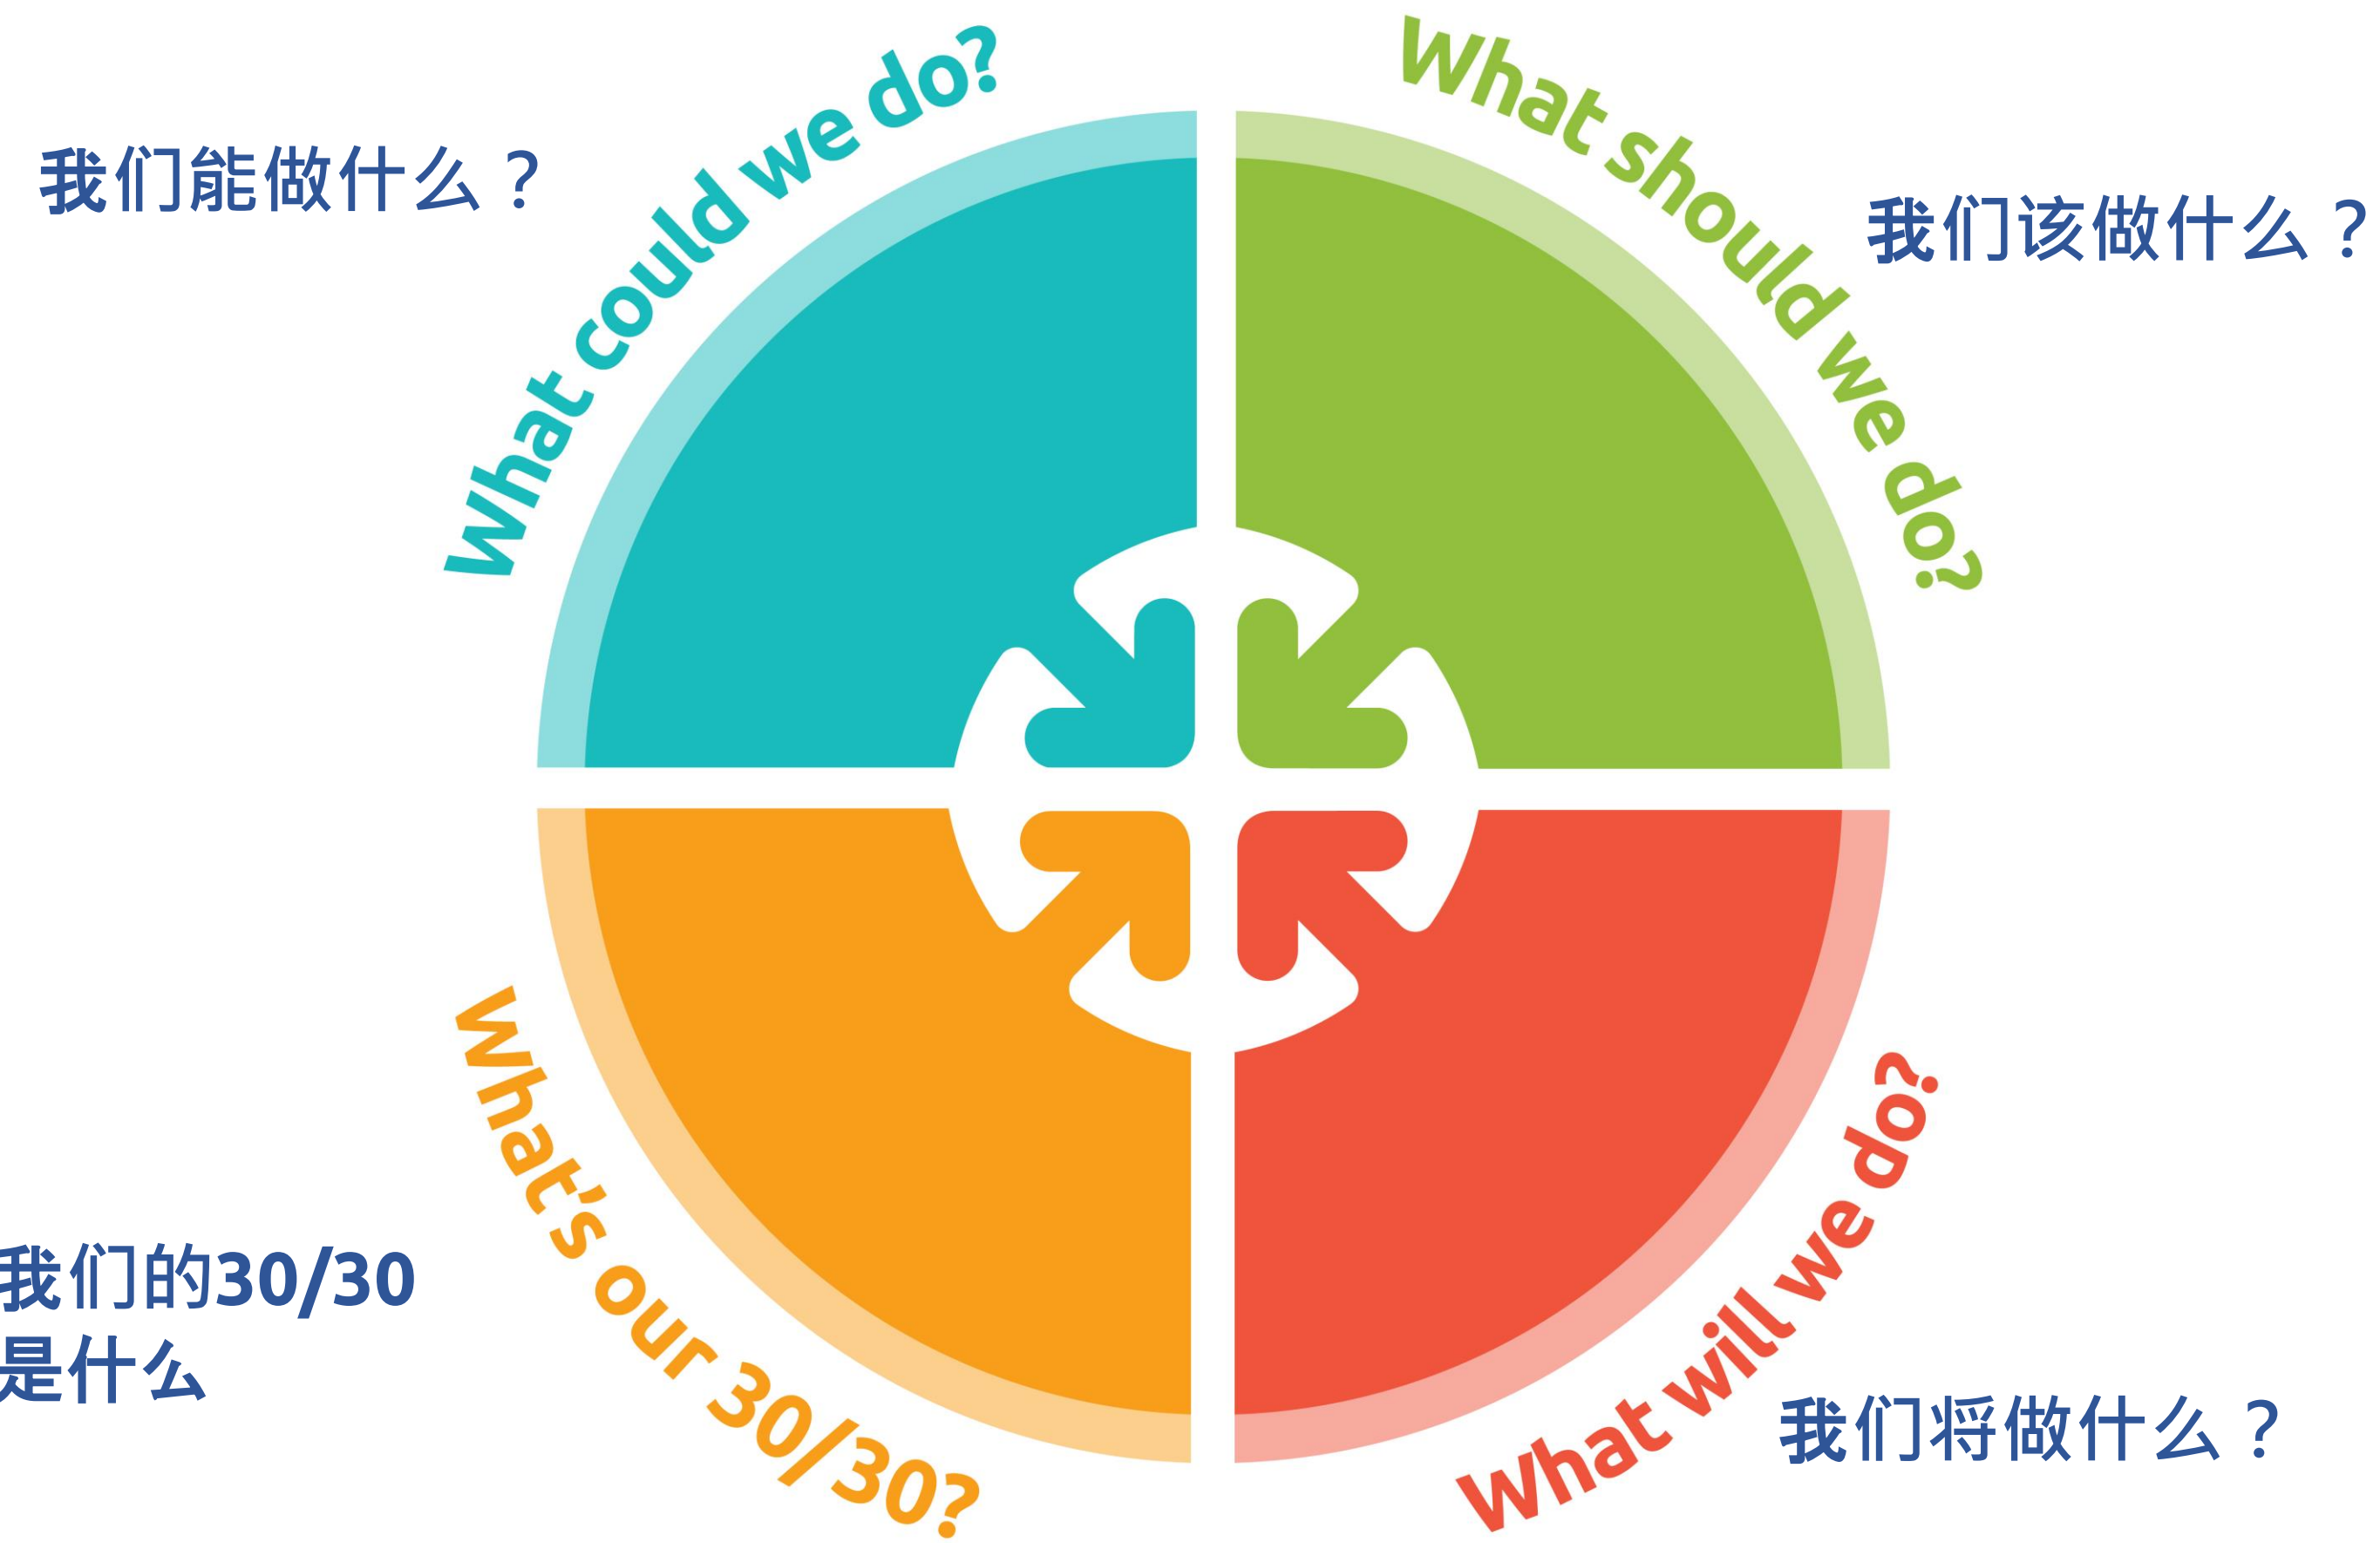 What could we do?
What should we do?
我们能做什么？
我们该做什么？
What's our 30/30?
What will we do?
我们的30/30
是什么
我们将做什么？